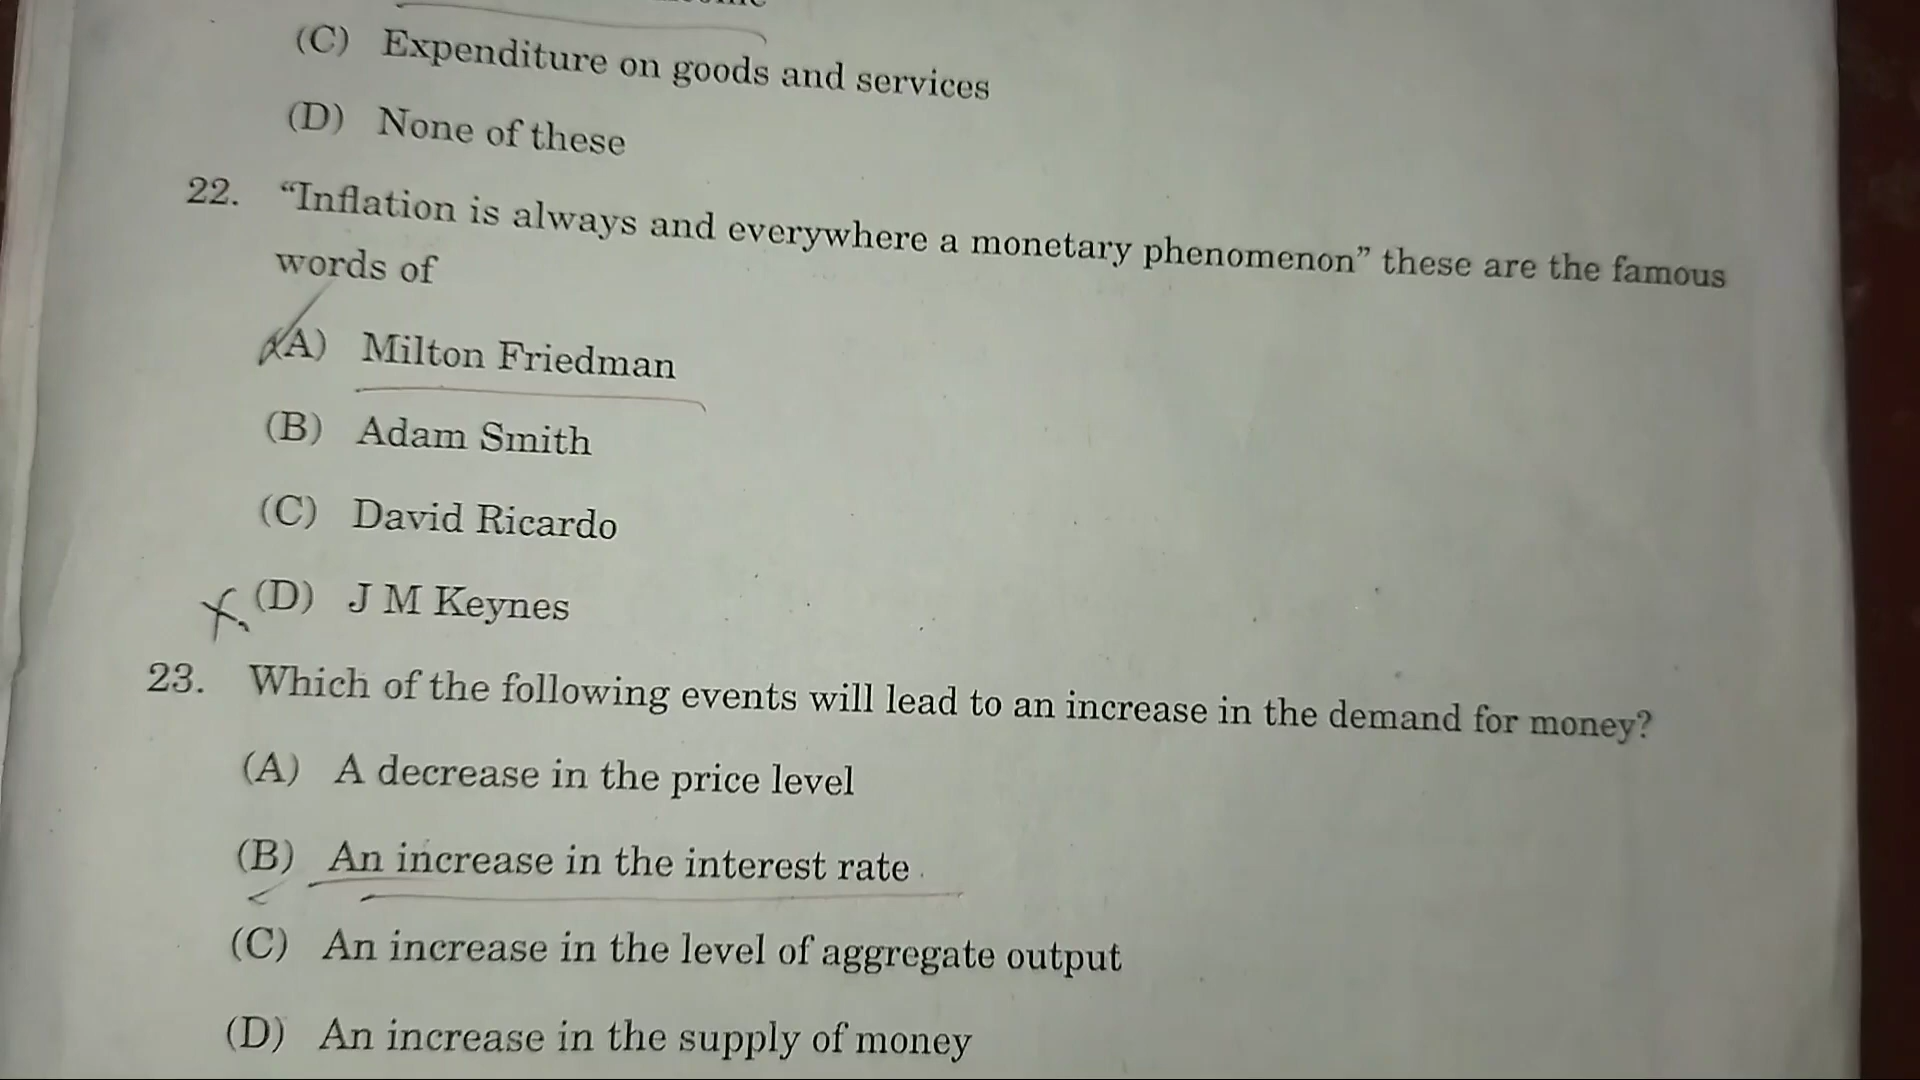 (C) Expenditure on goods and services
(D) None of these
22. “Inflation is always and everywhere a monetary phenomenon” these are the famous
words of
(A) Milton Friedman
(B) Adam Smith
(C) David Ricardo
(D) J M Keynes
23. Which of the following events will lead to an increase in the demand for money?
(A) A decrease in the price level
(B) An increase in the interest rate
(C) An increase in the level of aggregate output
(D) An increase in the supply of money